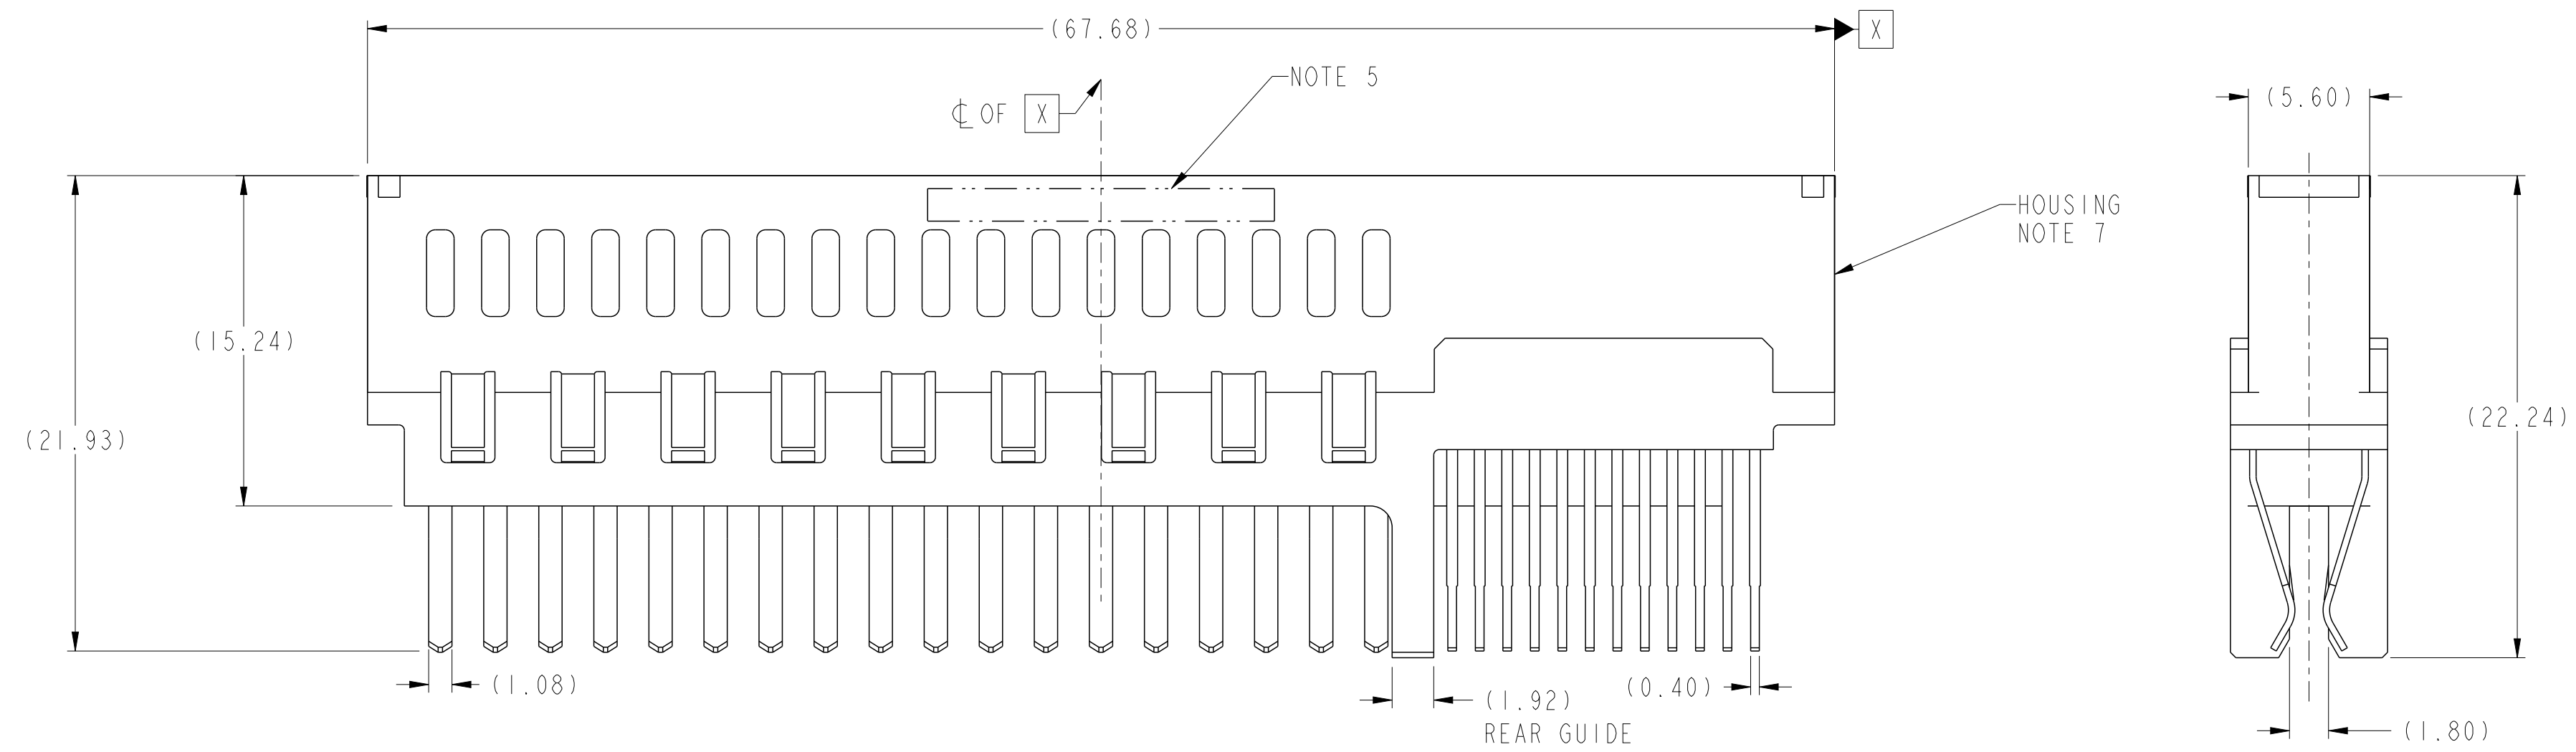 (67.68)
X
NOTE 5
℄ OF X
(5.60)
HOUSING
NOTE 7
(15.24)
(21.93)
(22.24)
(1.08)
(1.92)
REAR GUIDE
(0.40)
(1.80)